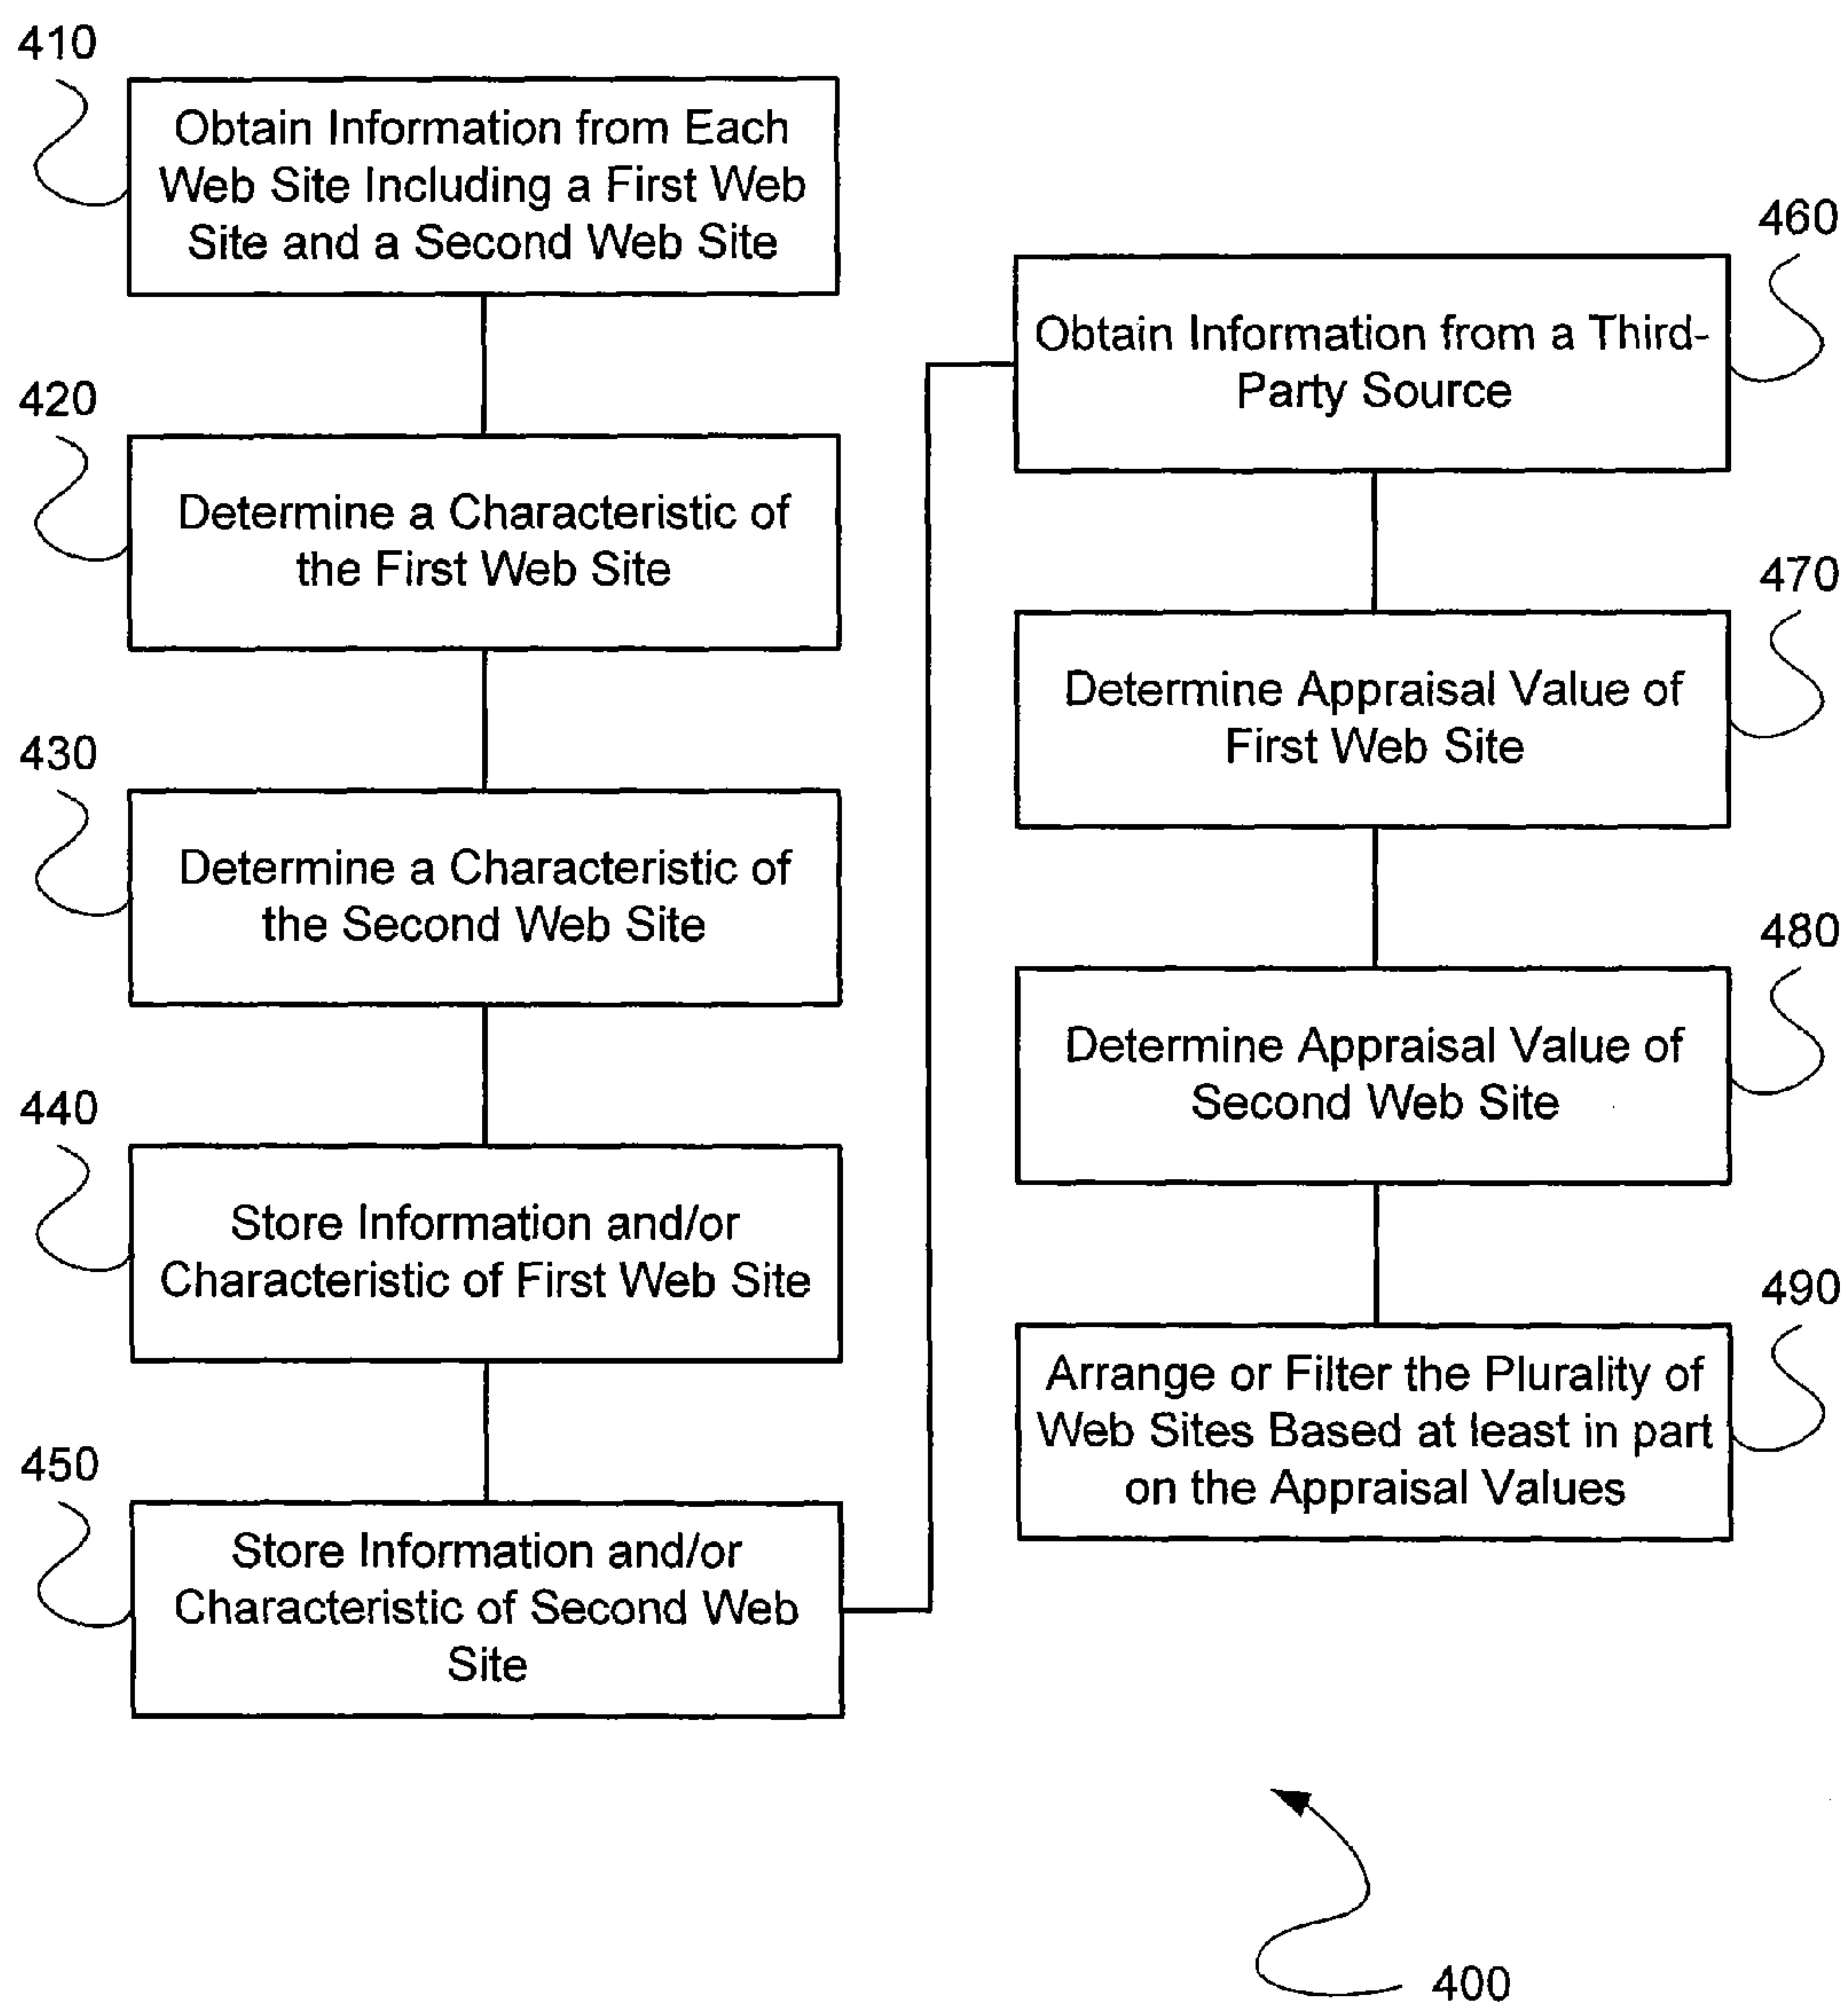 410
Obtain Information from Each
Web Site Including a First Web
Site and a Second Web Site
420
Determine a Characteristic of
the First Web Site
430
Determine a Characteristic of
the Second Web Site
440
Store Information and/or
Characteristic of First Web Site
450
Store Information and/or
Characteristic of Second Web
Site
460
Obtain Information from a Third-
Party Source
470
Determine Appraisal Value of
First Web Site
480
Determine Appraisal Value of
Second Web Site
490
Arrange or Filter the Plurality of
Web Sites Based at least in part
on the Appraisal Values
400